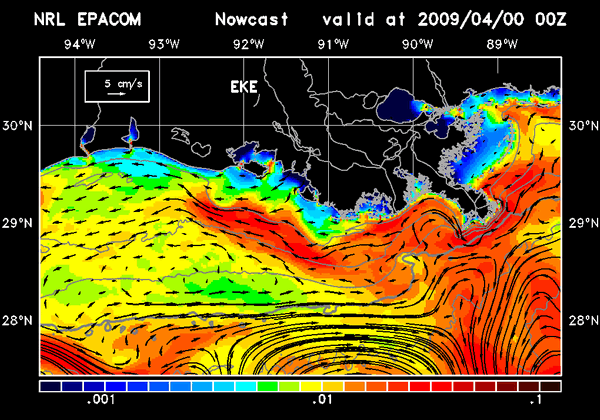 NRL EPACOM Nowcast valid at 2009/04/00 00Z
94°W 93°W 92°W 91°W 90°W 89°W
5 cm/s
EKE
30°N 30°N
29°N 29°N
28°N 28°N
.001 .01 .1